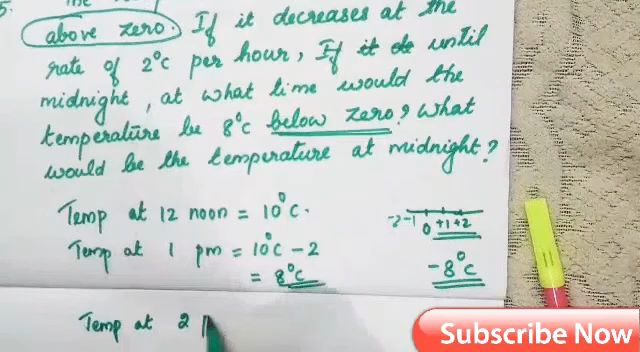 5.
above zero. If it decreases at the
rate of 2°C per hour, If it de until
midnight, at what time would the
temperature be 8°C below zero? What
would be the temperature at midnight?
Temp at 12 noon = 10°C.
-2 -1 0 +1 +2
Temp at 1 pm = 10°C - 2
= 8°C
-8°C
Temp at 2 p
Subscribe Now